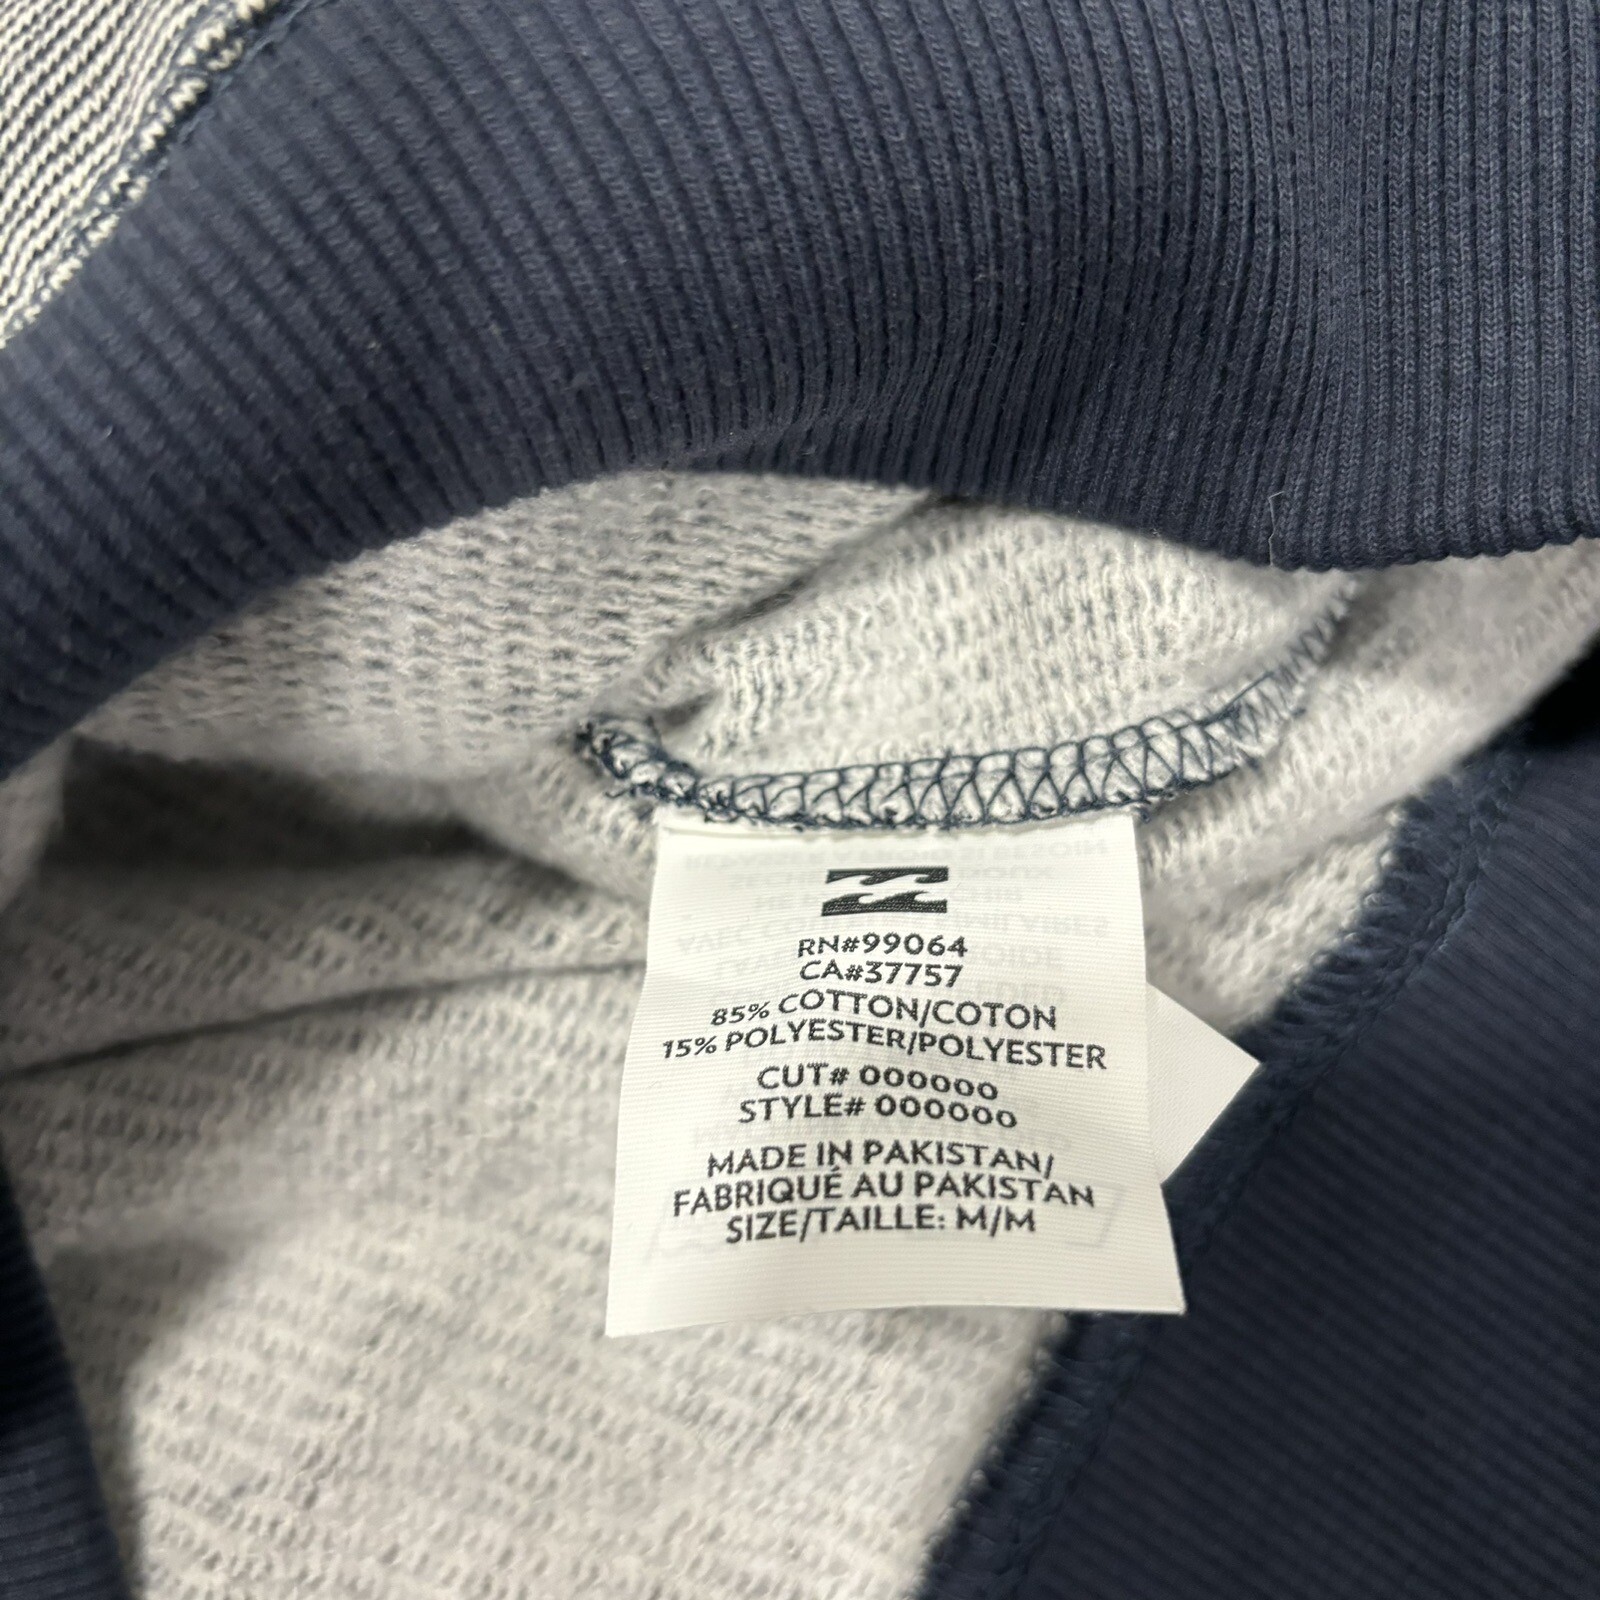 RN#99064
CA#37757
85% COTTON/COTON
15% POLYESTER/POLYESTER
CUT# 000000
STYLE# 000000
MADE IN PAKISTAN/
FABRIQUÉ AU PAKISTAN
SIZE/TAILLE: M/M